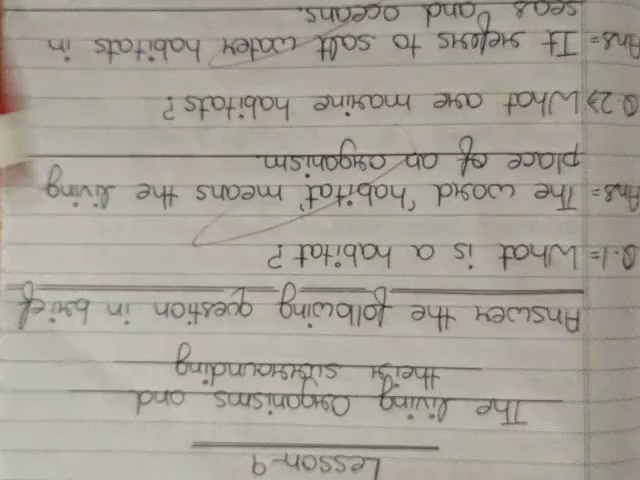 Lesson-9
The living organisms and
their surrounding
Answer the following question in brief
Q.1= What is a habitat?
Ans= The word 'habitat' means the living
place of an organism.
Q.2→ What are marine habitats?
Ans= It refers to salt water habitats in
seas and oceans.